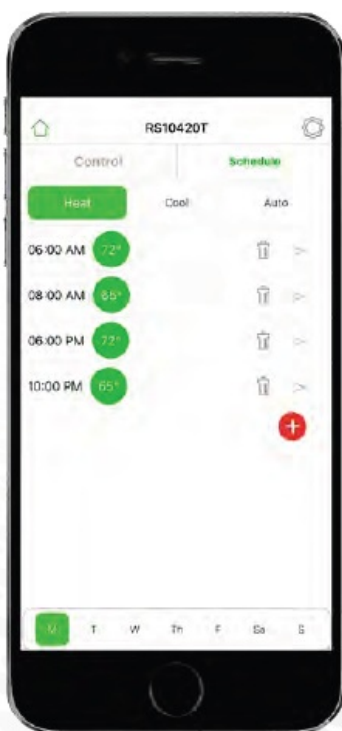 RS10420T
Control Schedule
Heat Cool Auto
06:00 AM 72°
08:00 AM 65°
06:00 PM 72°
10:00 PM 65°
+
M T W Th F Sa S